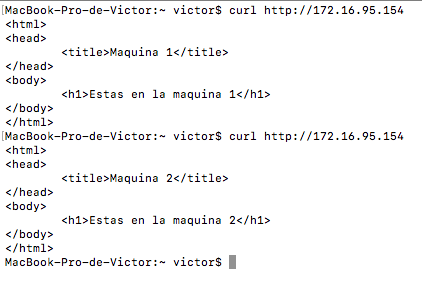 MacBook-Pro-de-Victor:~ victor$ curl http://172.16.95.154
<html>
<head>
        <title>Maquina 1</title>
</head>
<body>
        <h1>Estas en la maquina 1</h1>
</body>
</html>
MacBook-Pro-de-Victor:~ victor$ curl http://172.16.95.154
<html>
<head>
        <title>Maquina 2</title>
</head>
<body>
        <h1>Estas en la maquina 2</h1>
</body>
</html>
MacBook-Pro-de-Victor:~ victor$